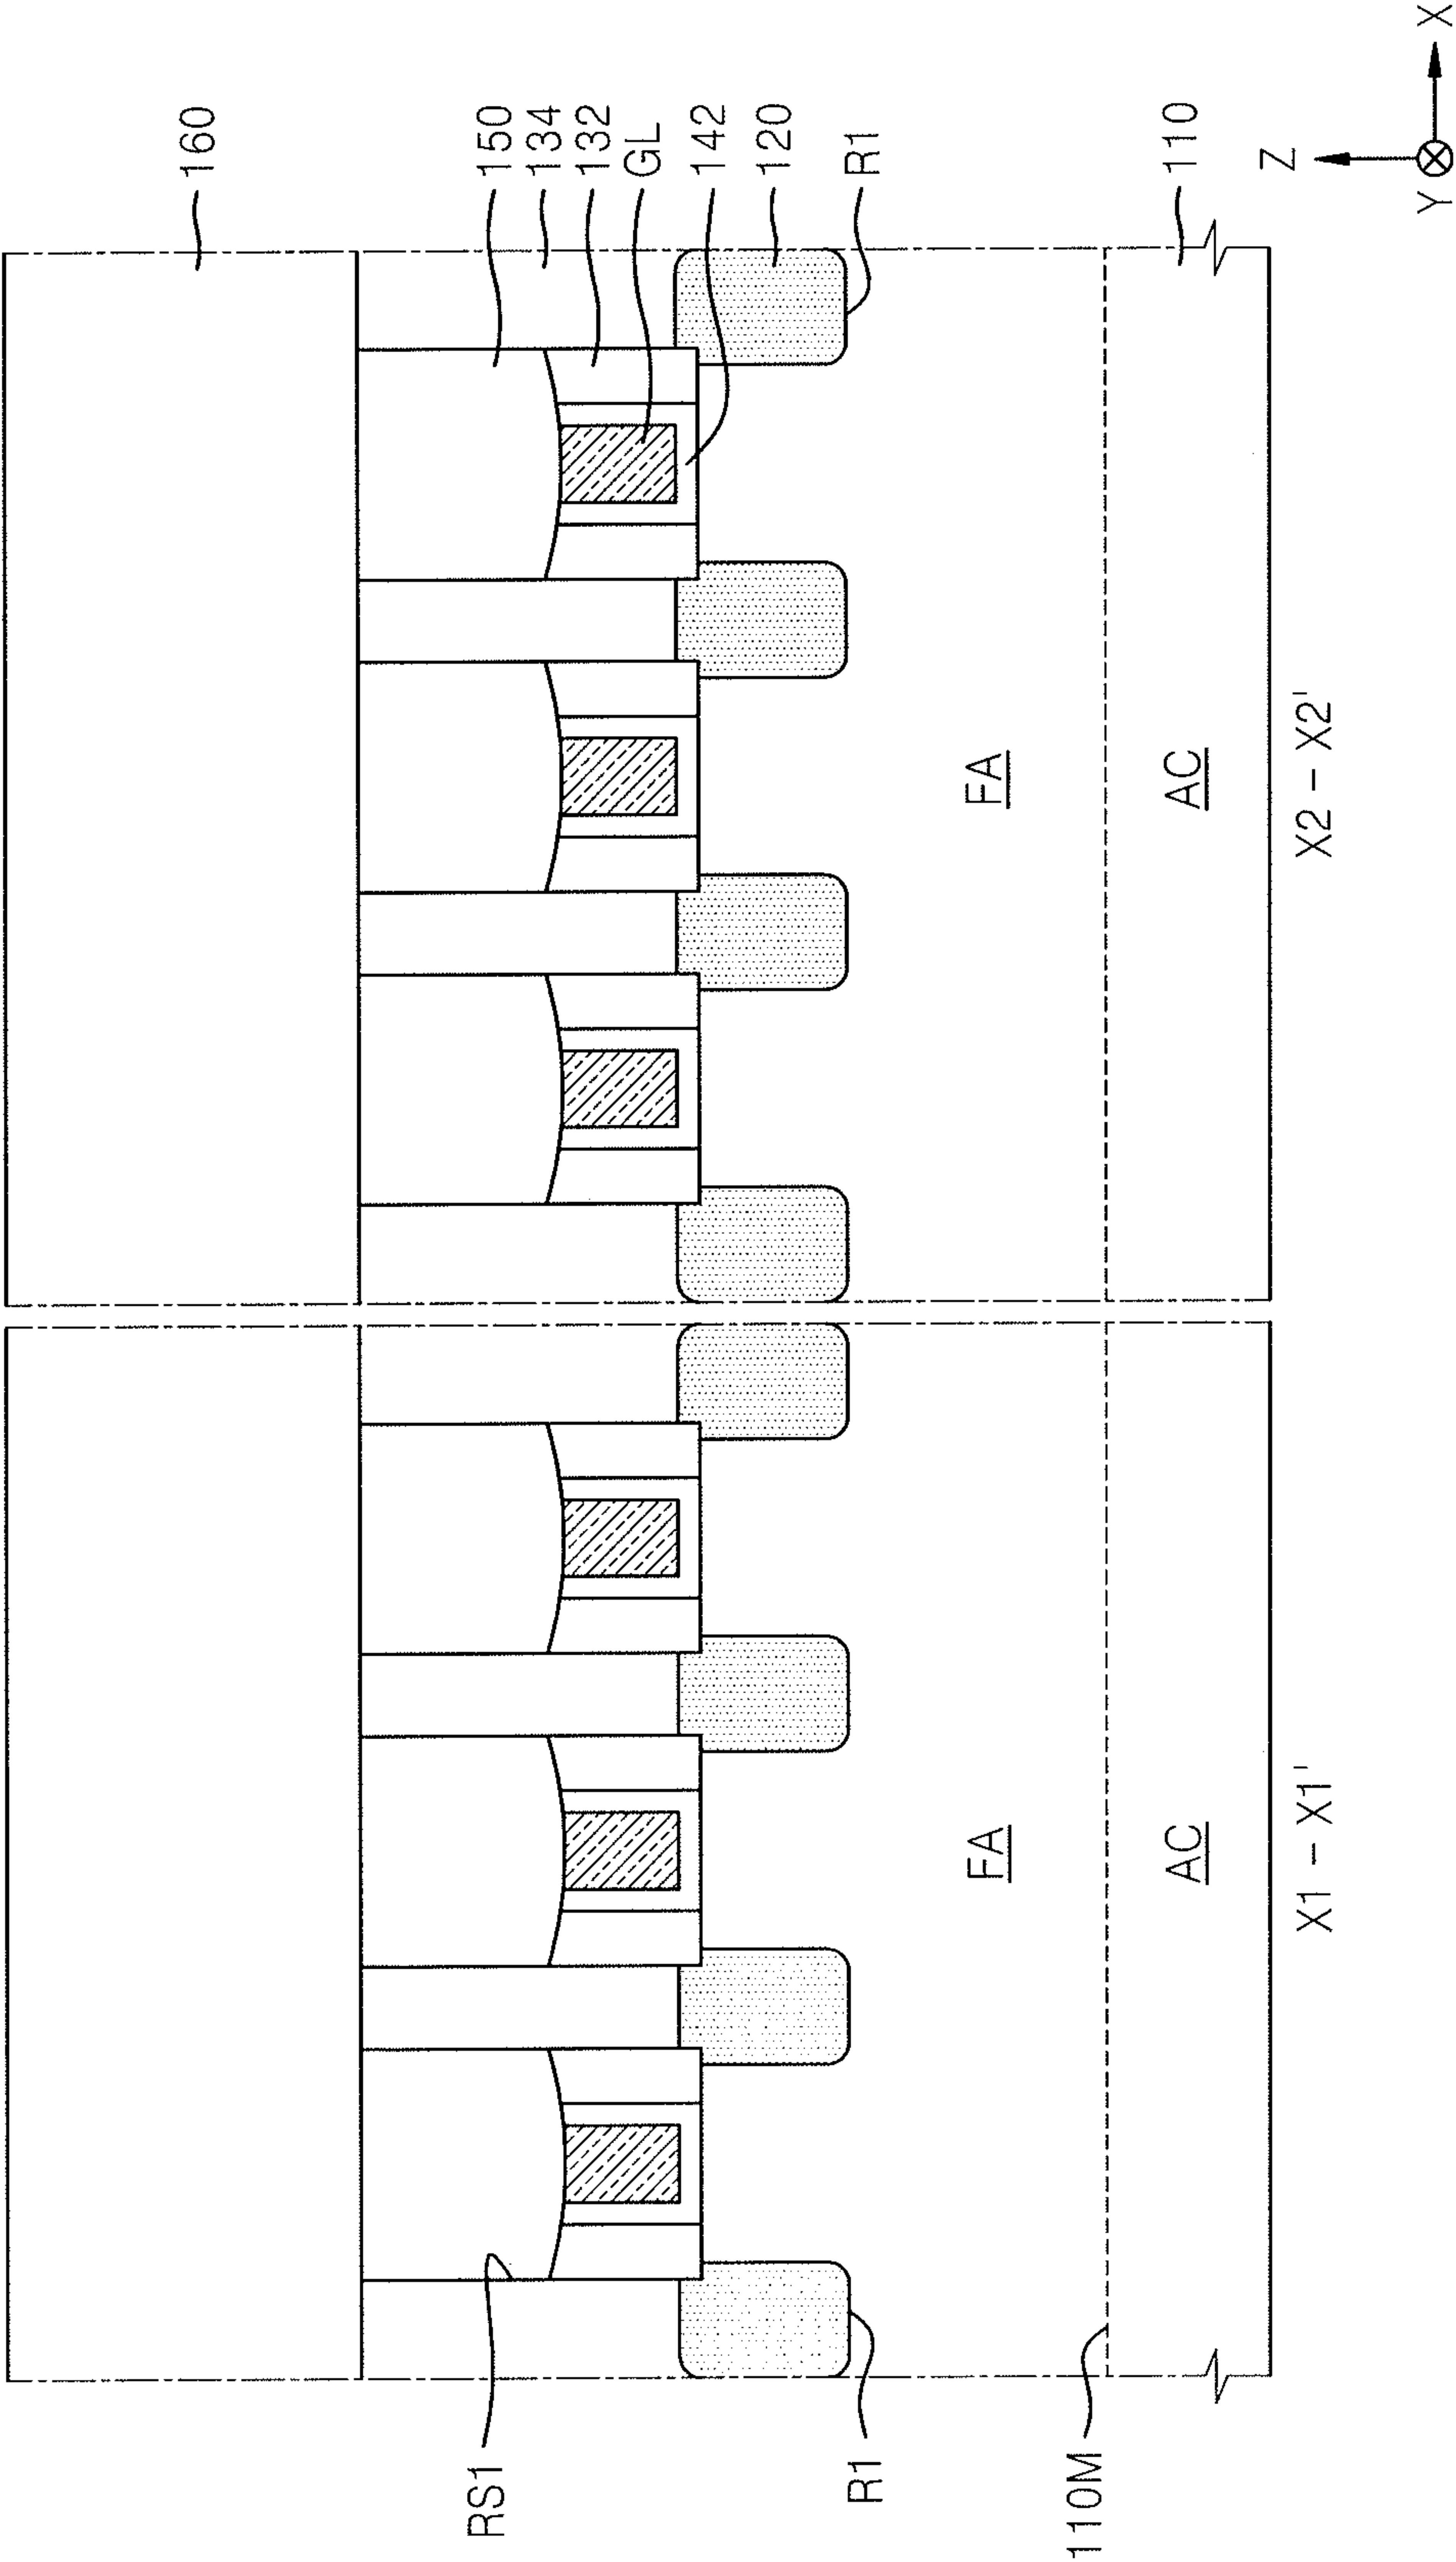 160
150
134
132
GL
142
120
R1
110
Z
Y
X
FA
AC
X2 – X2'
FA
AC
X1 – X1'
RS1
R1
110M